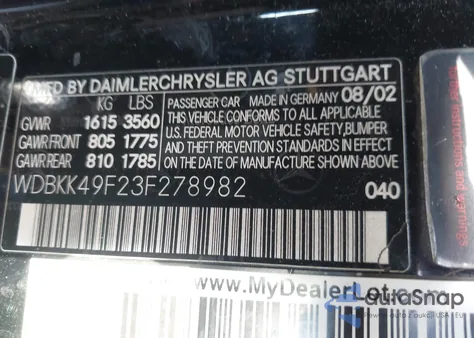 MFD BY DAIMLERCHRYSLER AG STUTTGART
KG LBS
GVWR 1615 3560
GAWR FRONT 805 1775
GAWR REAR 810 1785
PASSENGER CAR MADE IN GERMANY 08/02
THIS VEHICLE CONFORMS TO ALL APPLICABLE
U.S. FEDERAL MOTOR VEHICLE SAFETY, BUMPER
AND THEFT PREVENTION STANDARDS IN EFFECT
ON THE DATE OF MANUFACTURE SHOWN ABOVE.
WDBKK49F23F278982
040
www.MyDealerLot.
AuraSnap